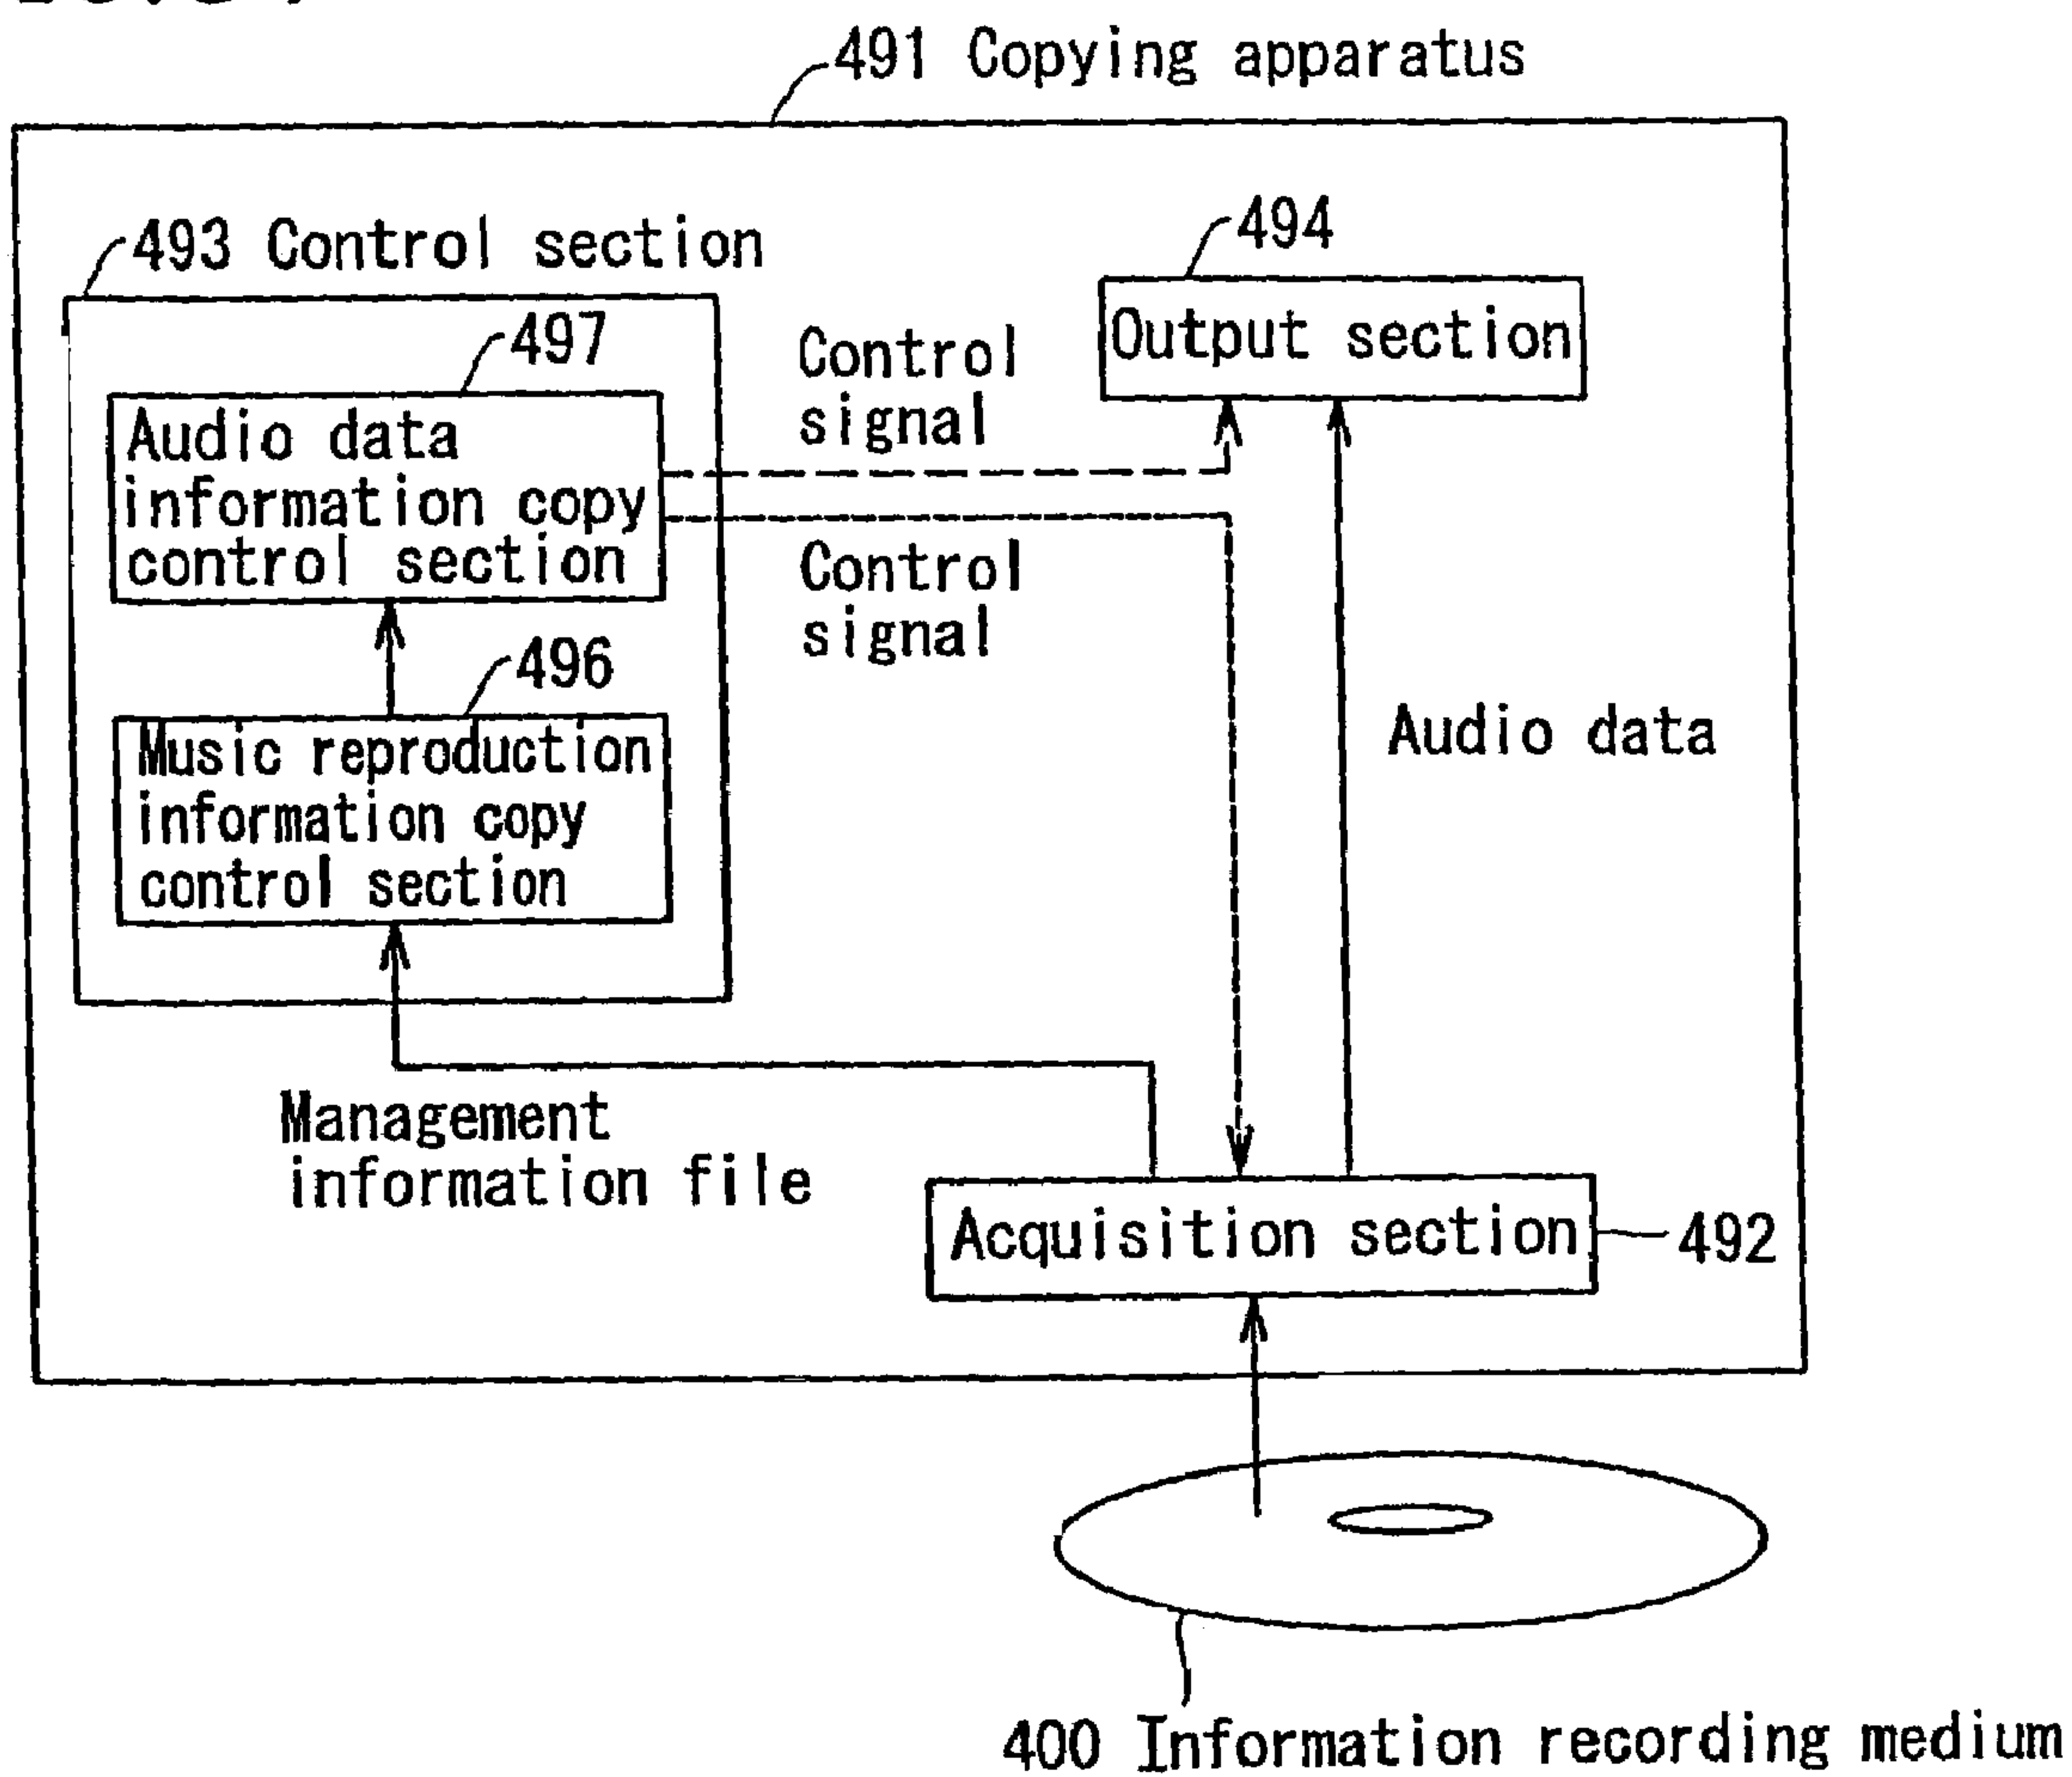 491 Copying apparatus
493 Control section
494
Output section
497
Audio data
information copy
control section
Control
signal
Control
signal
496
Music reproduction
information copy
control section
Audio data
Management
information file
Acquisition section
492
400 Information recording medium